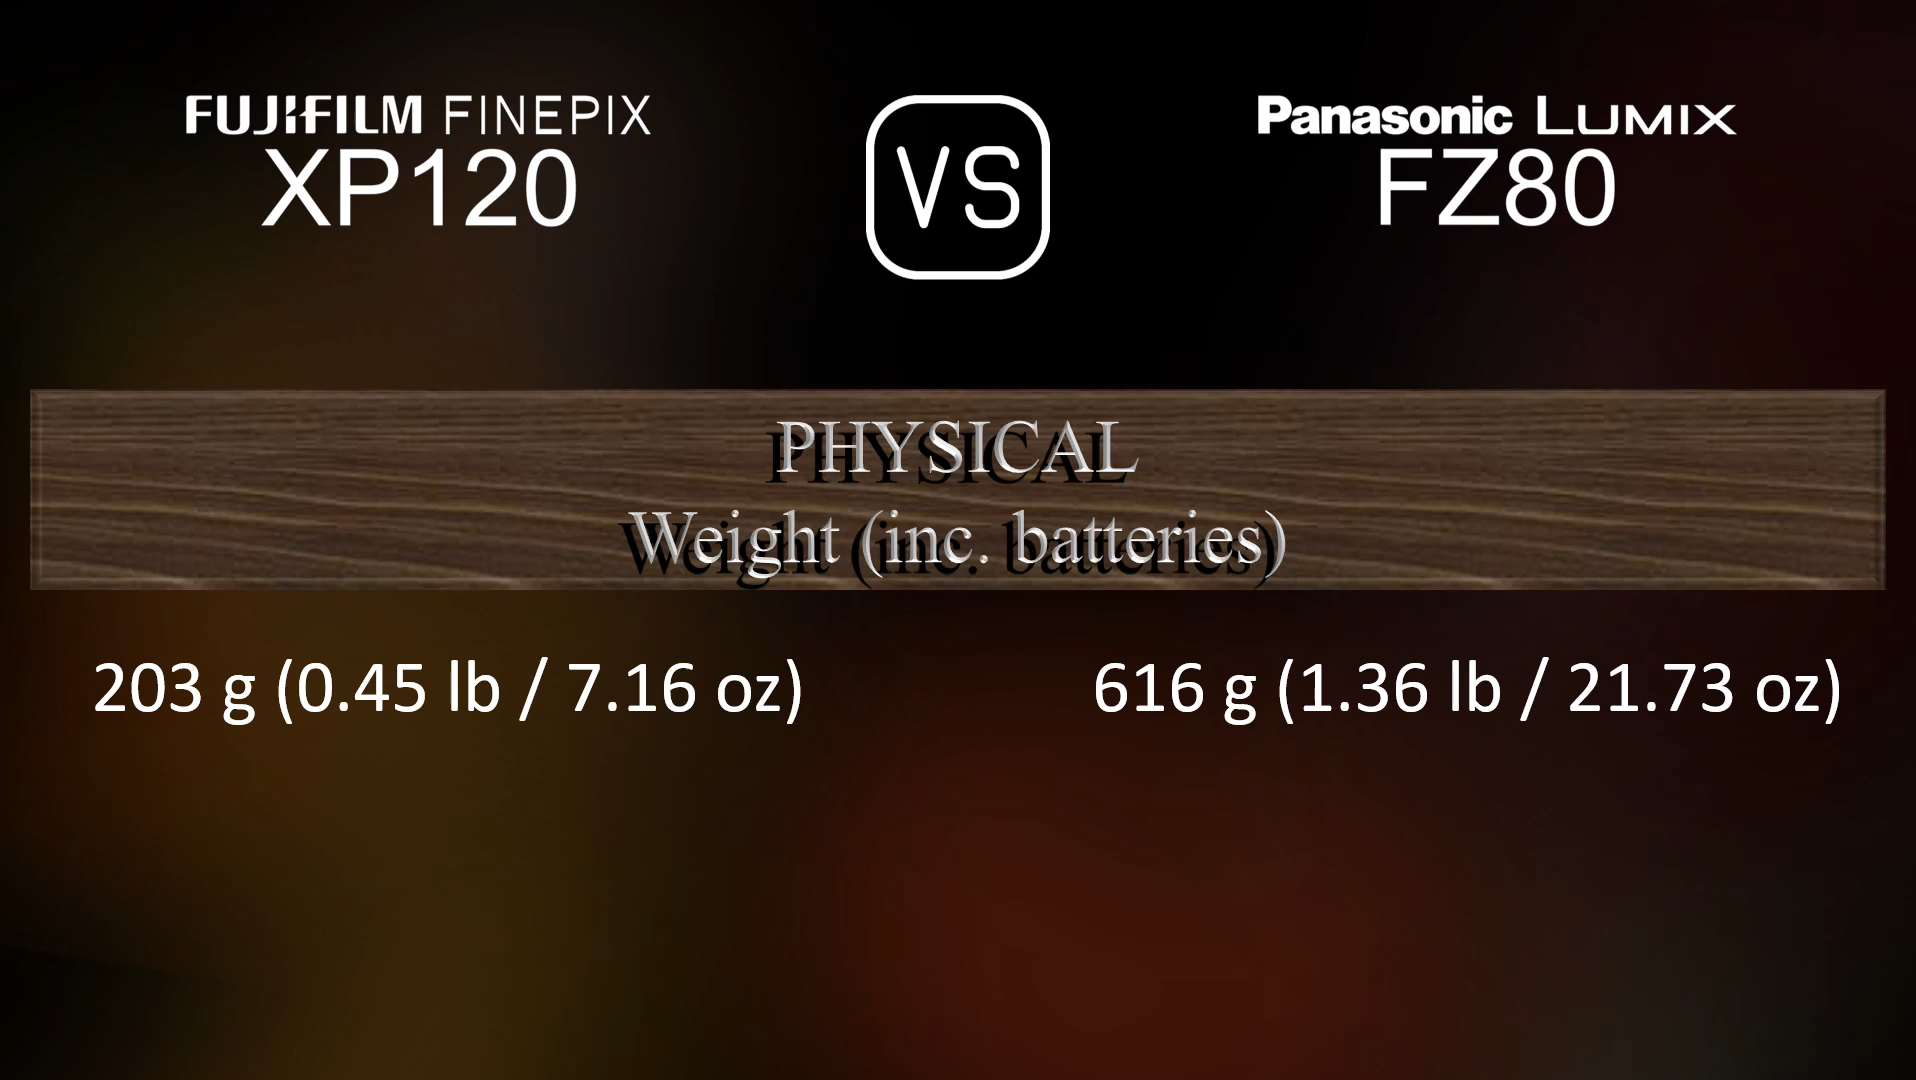 FUJIFILM FINEPIX
XP120
VS
Panasonic LUMIX
FZ80
PHYSICAL
Weight (inc. batteries)
203 g (0.45 lb / 7.16 oz)
616 g (1.36 lb / 21.73 oz)